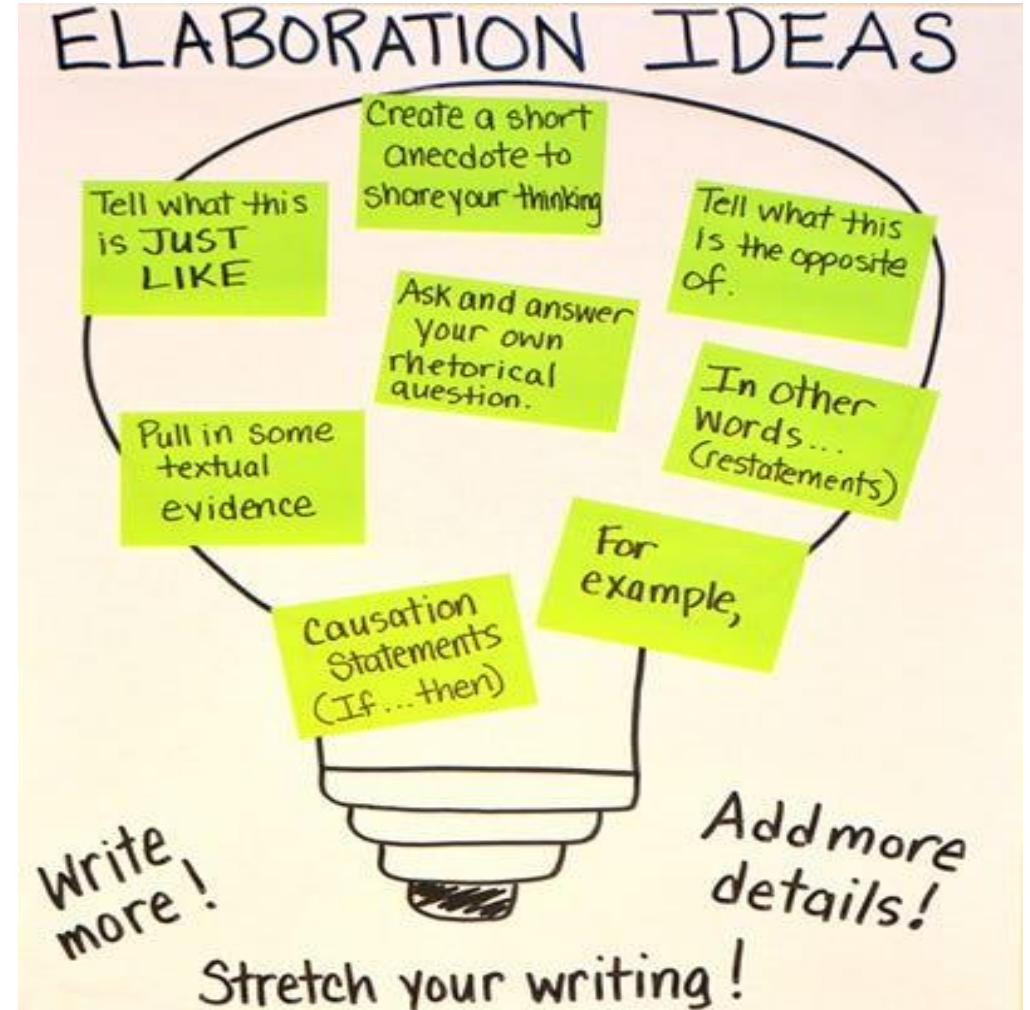 ELABORATION IDEAS
Create a short
anecdote to
share your thinking
Tell what this
is JUST
LIKE
Tell what this
is the opposite
of.
Ask and answer
your own
rhetorical
question.
In other
words...
(restatements)
Pull in some
textual
evidence
For
example,
Causation
Statements
(If...then)
Write
more!
Add more
details!
Stretch your writing!